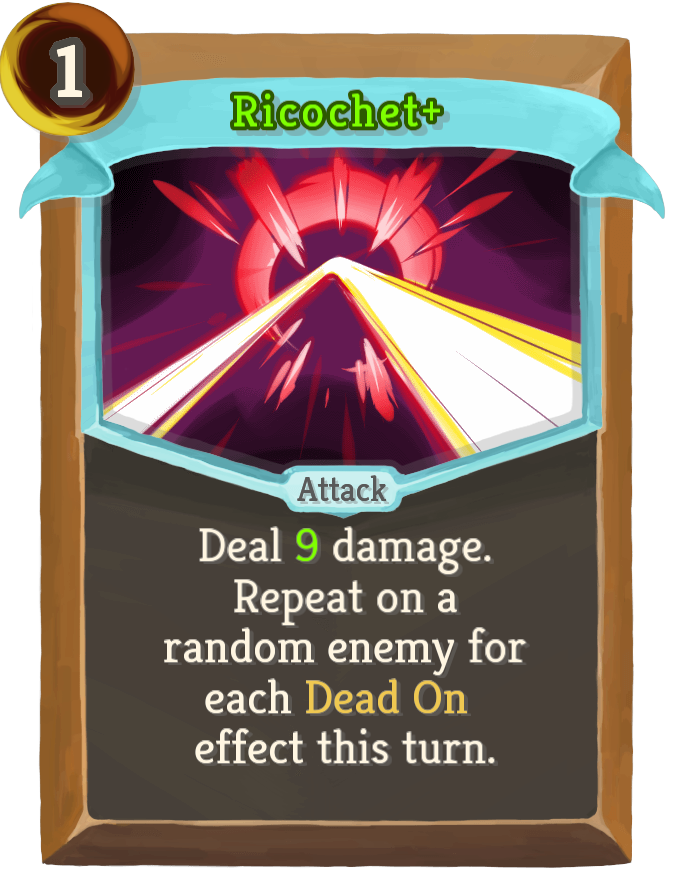 1
Ricochet+
Attack
Deal 9 damage.
Repeat on a
random enemy for
each Dead On
effect this turn.